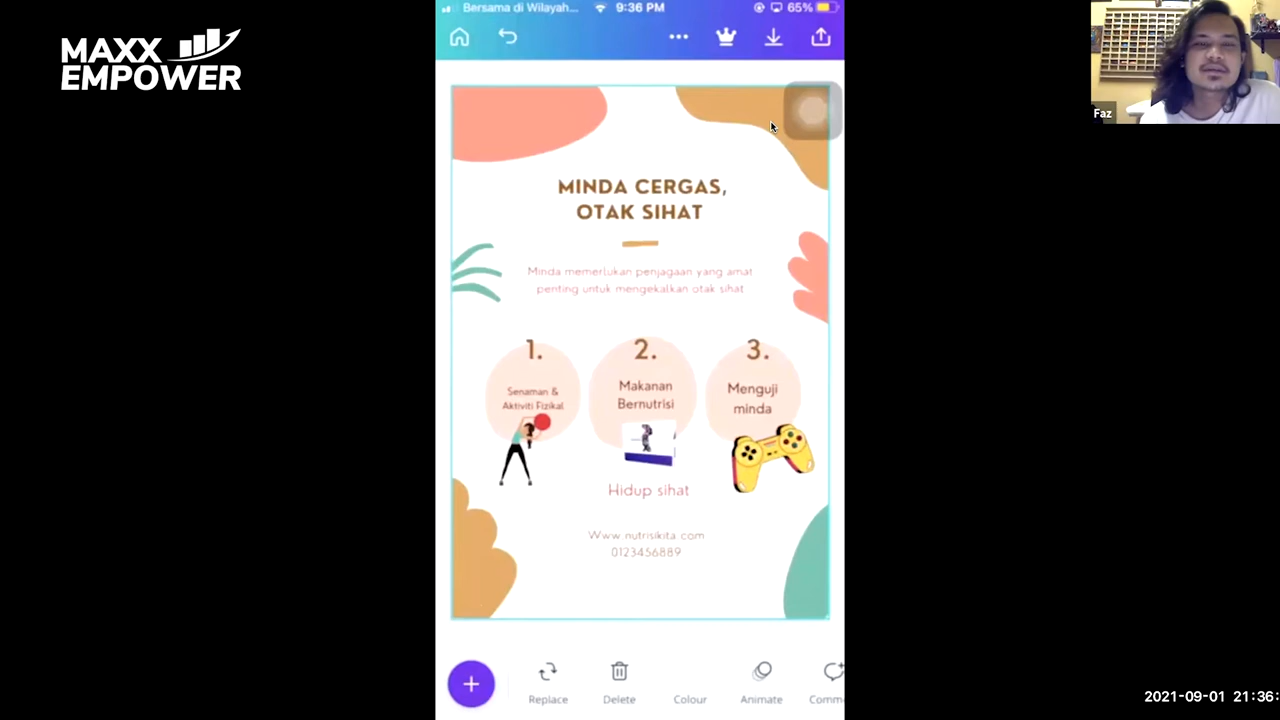 MAXX
EMPOWER
Bersama di Wilayah...
9:36 PM
65%
Faz
MINDA CERGAS,
OTAK SIHAT
Minda memerlukan penjagaan yang amat
penting untuk mengekalkan otak sihat
1.
2.
3.
Senaman &
Aktiviti Fizikal
Makanan
Bernutrisi
Menguji
minda
Hidup sihat
Www.nutrisikita.com
0123456889
+
Replace
Delete
Colour
Animate
Comm
2021-09-01 21:36: